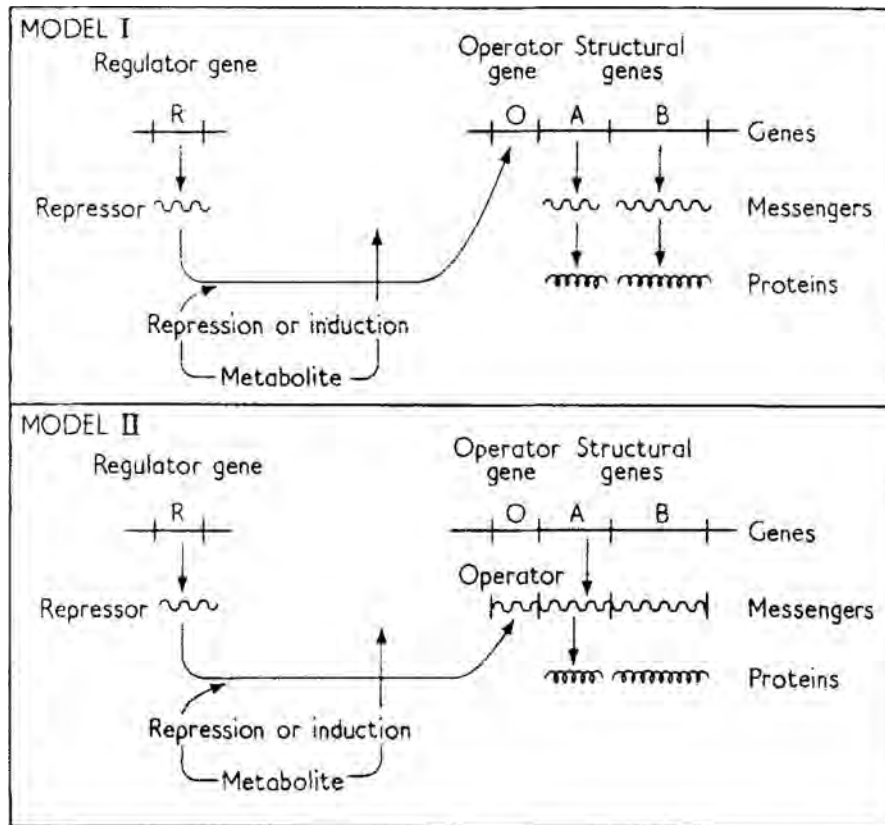 MODEL I
Operator Structural
Regulator gene
gene genes
R
O A B
Genes
Repressor
Messengers
Proteins
Repression or induction
Metabolite
MODEL II
Operator Structural
Regulator gene
gene genes
R
O A B
Genes
Operator
Repressor
Messengers
Proteins
Repression or induction
Metabolite